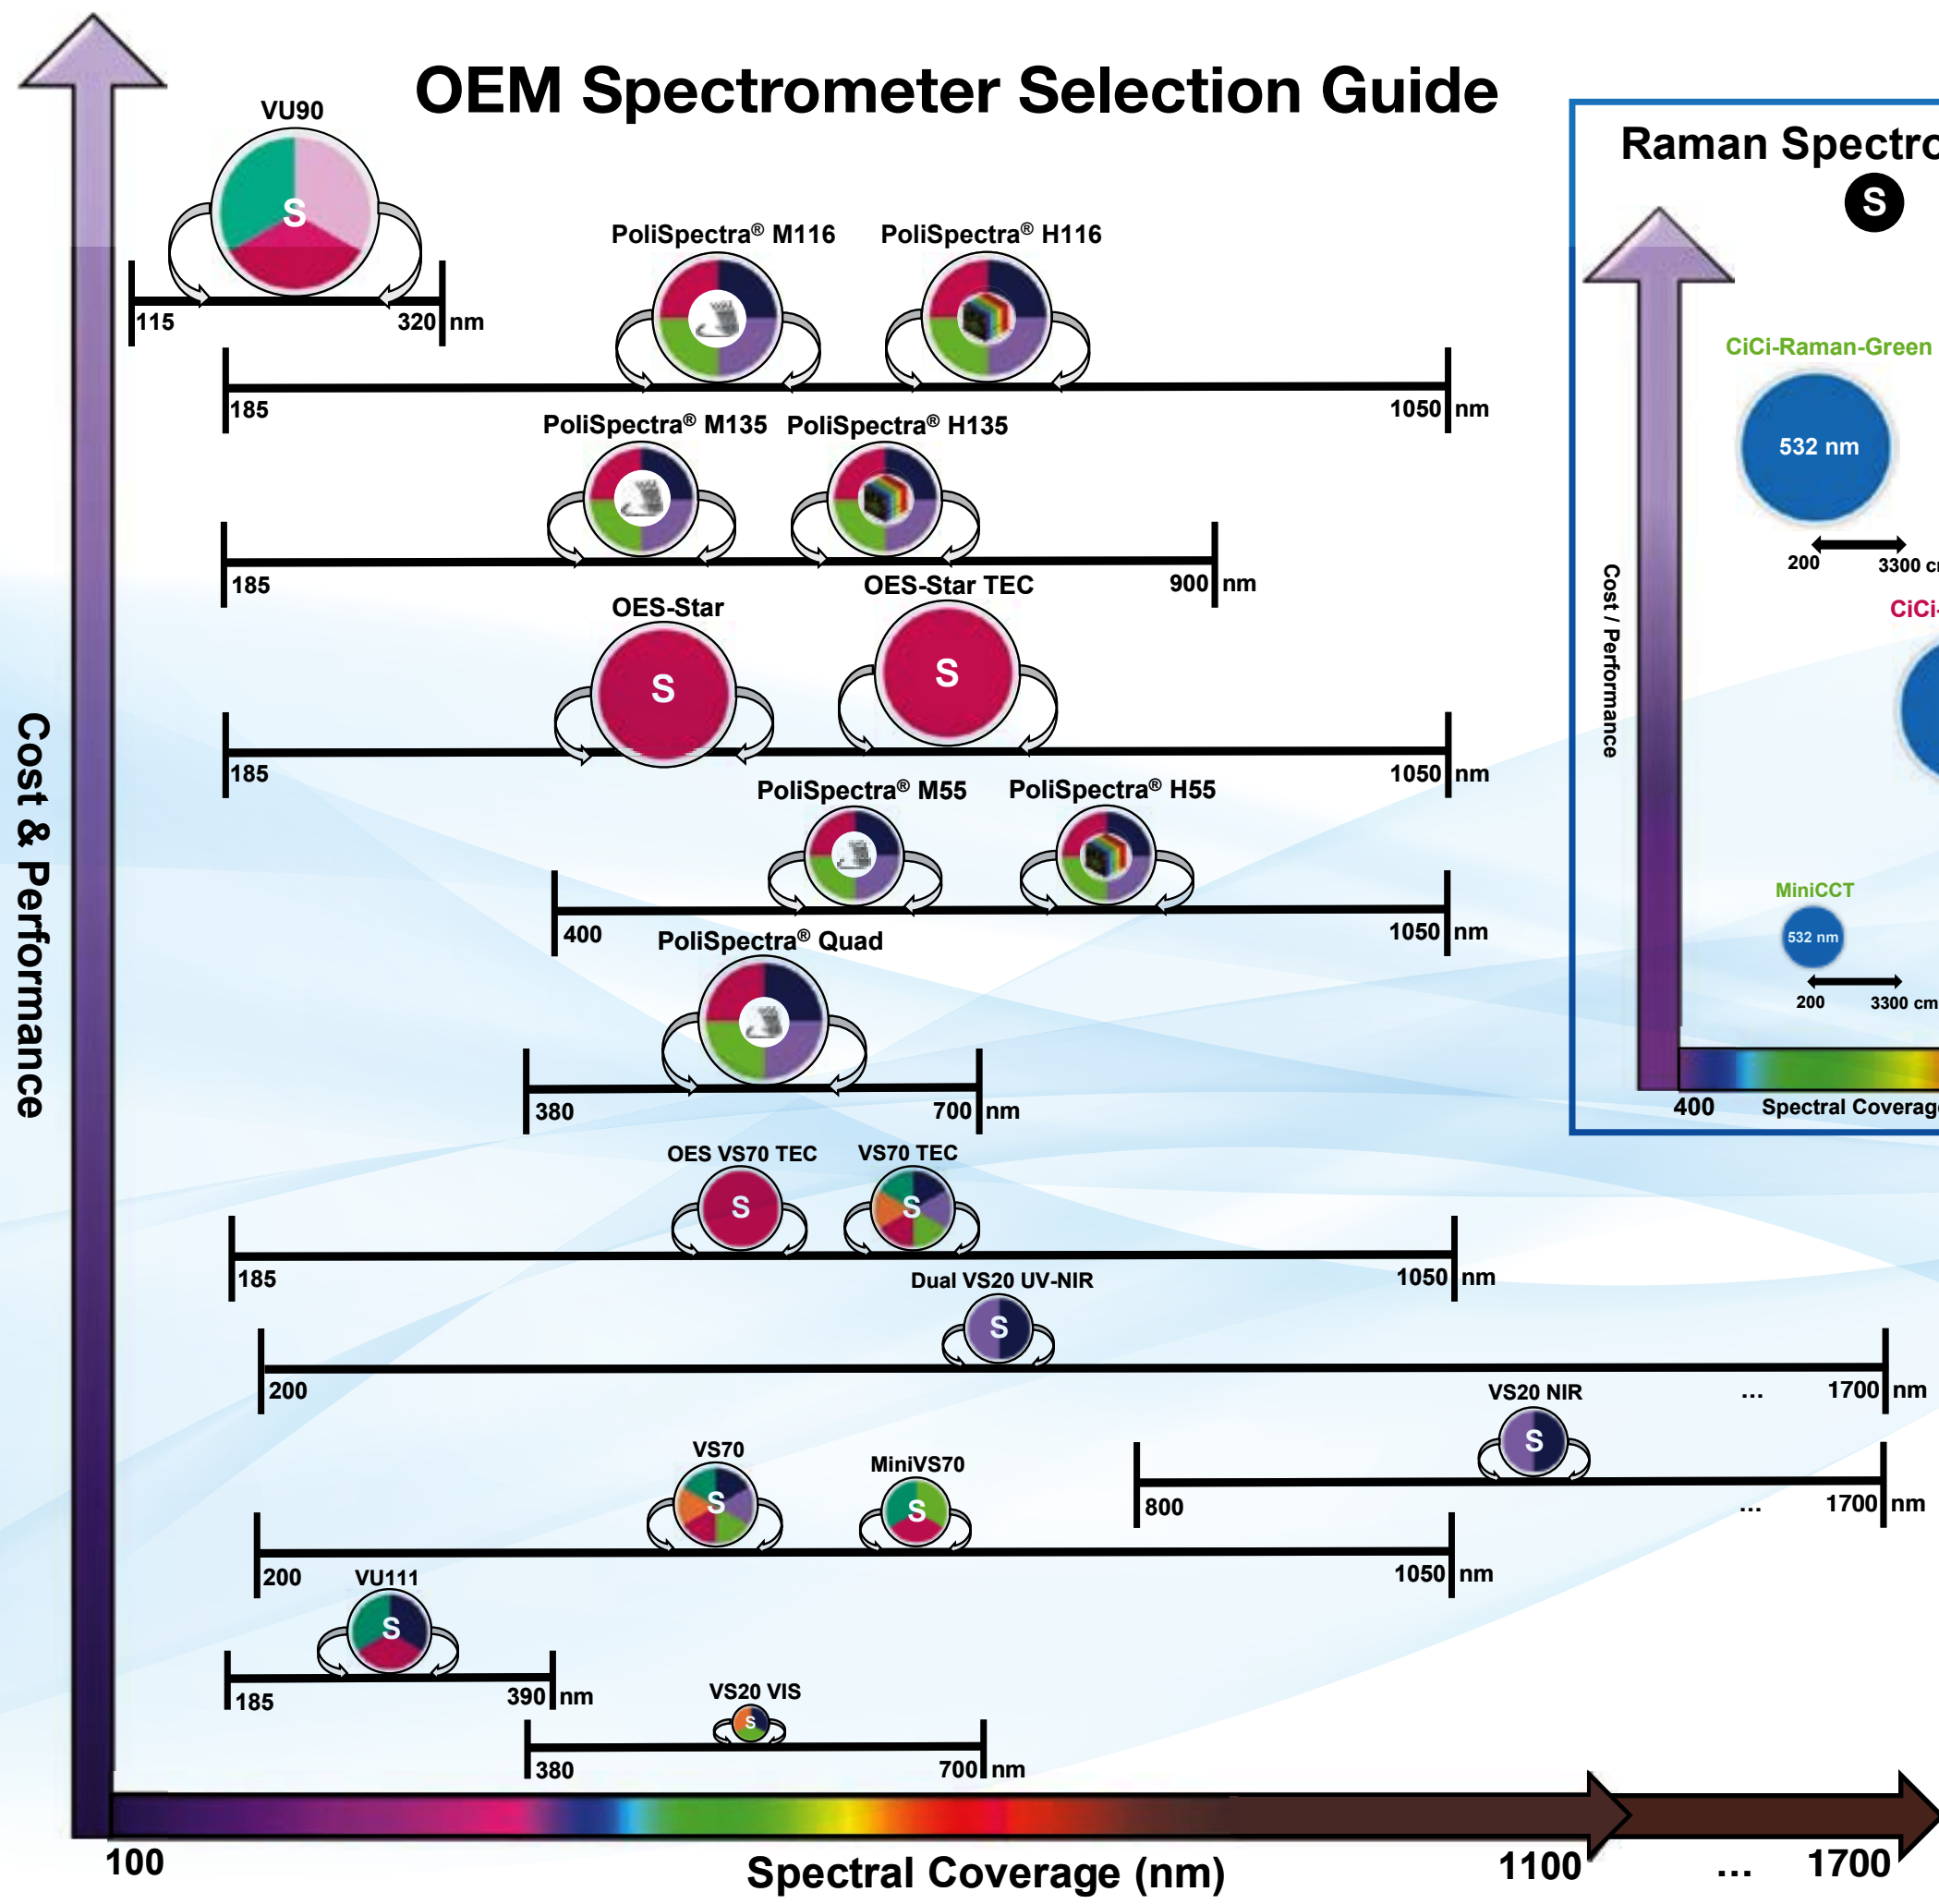 OEM Spectrometer Selection Guide
VU90
S
115 320 nm
PoliSpectra® M116 PoliSpectra® H116
185 1050 nm
PoliSpectra® M135 PoliSpectra® H135
185 900 nm
OES-Star OES-Star TEC
S S
185 1050 nm
PoliSpectra® M55 PoliSpectra® H55
400 1050 nm
PoliSpectra® Quad
380 700 nm
OES VS70 TEC VS70 TEC
S S
185 1050 nm
Dual VS20 UV-NIR
S
200 ... 1700 nm
VS20 NIR
S
800 ... 1700 nm
VS70 MiniVS70
S S
200 1050 nm
VU111
S
185 390 nm
VS20 VIS
S
380 700 nm
Cost & Performance
100 1100 ... 1700
Spectral Coverage (nm)
Raman Spectro
S
CiCi-Raman-Green
532 nm
200 3300 c
CiCi-
MiniCCT
532 nm
200 3300 cm
Cost / Performance
400 Spectral Coverag